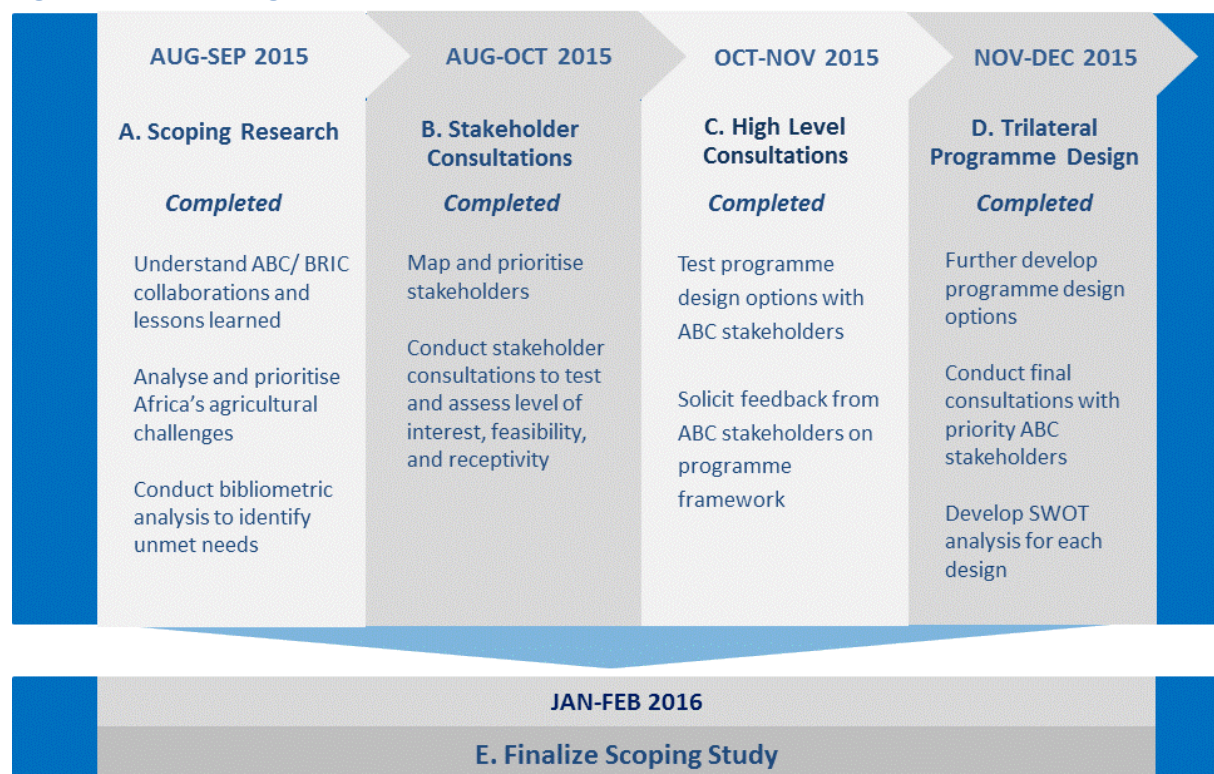 AUG-SEP 2015
A. Scoping Research
Completed
Understand ABC/ BRIC
collaborations and
lessons learned
Analyse and prioritise
Africa's agricultural
challenges
Conduct bibliometric
analysis to identify
unmet needs
AUG-OCT 2015
B. Stakeholder
Consultations
Completed
Map and prioritise
stakeholders
Conduct stakeholder
consultations to test
and assess level of
interest, feasibility,
and receptivity
OCT-NOV 2015
C. High Level
Consultations
Completed
Test programme
design options with
ABC stakeholders
Solicit feedback from
ABC stakeholders on
programme
framework
NOV-DEC 2015
D. Trilateral
Programme Design
Completed
Further develop
programme design
options
Conduct final
consultations with
priority ABC
stakeholders
Develop SWOT
analysis for each
design
JAN-FEB 2016
E. Finalize Scoping Study